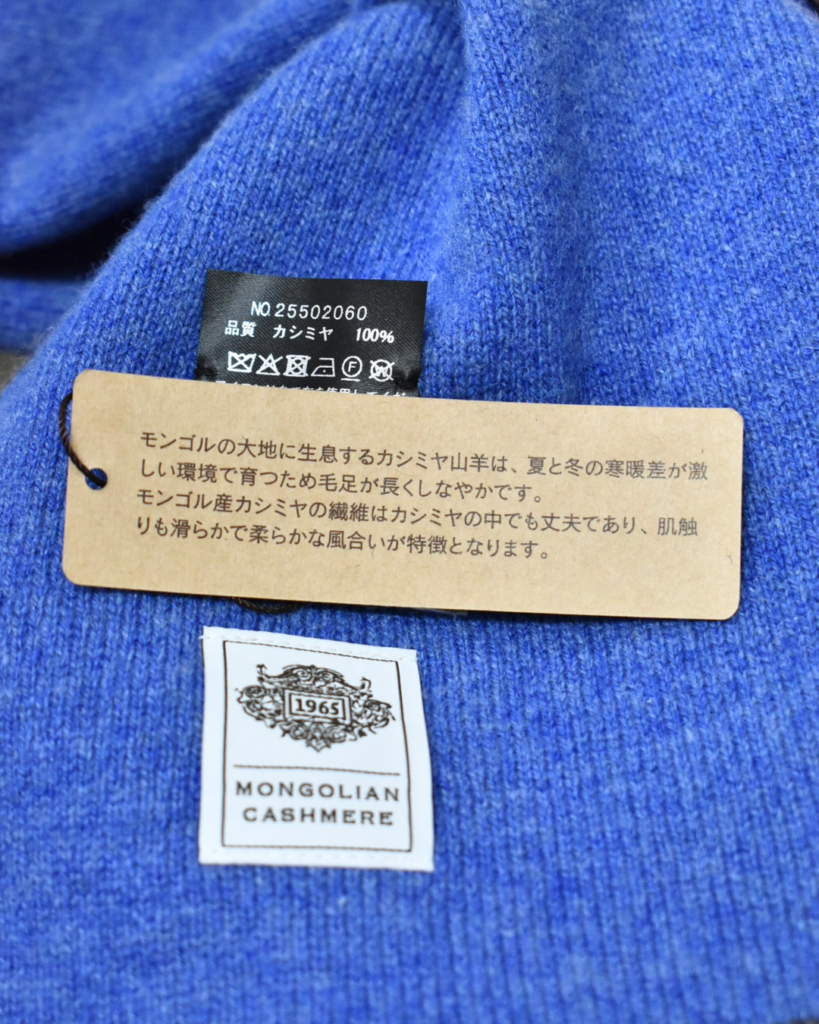 NO.25502060
品質 カシミヤ 100%
F
W
モンゴルの大地に生息するカシミヤ山羊は、夏と冬の寒暖差が激
しい環境で育つため毛足が長くしなやかです。
モンゴル産カシミヤの繊維はカシミヤの中でも丈夫であり、肌触
りも滑らかで柔らかな風合いが特徴となります。
1965
MONGOLIAN
CASHMERE